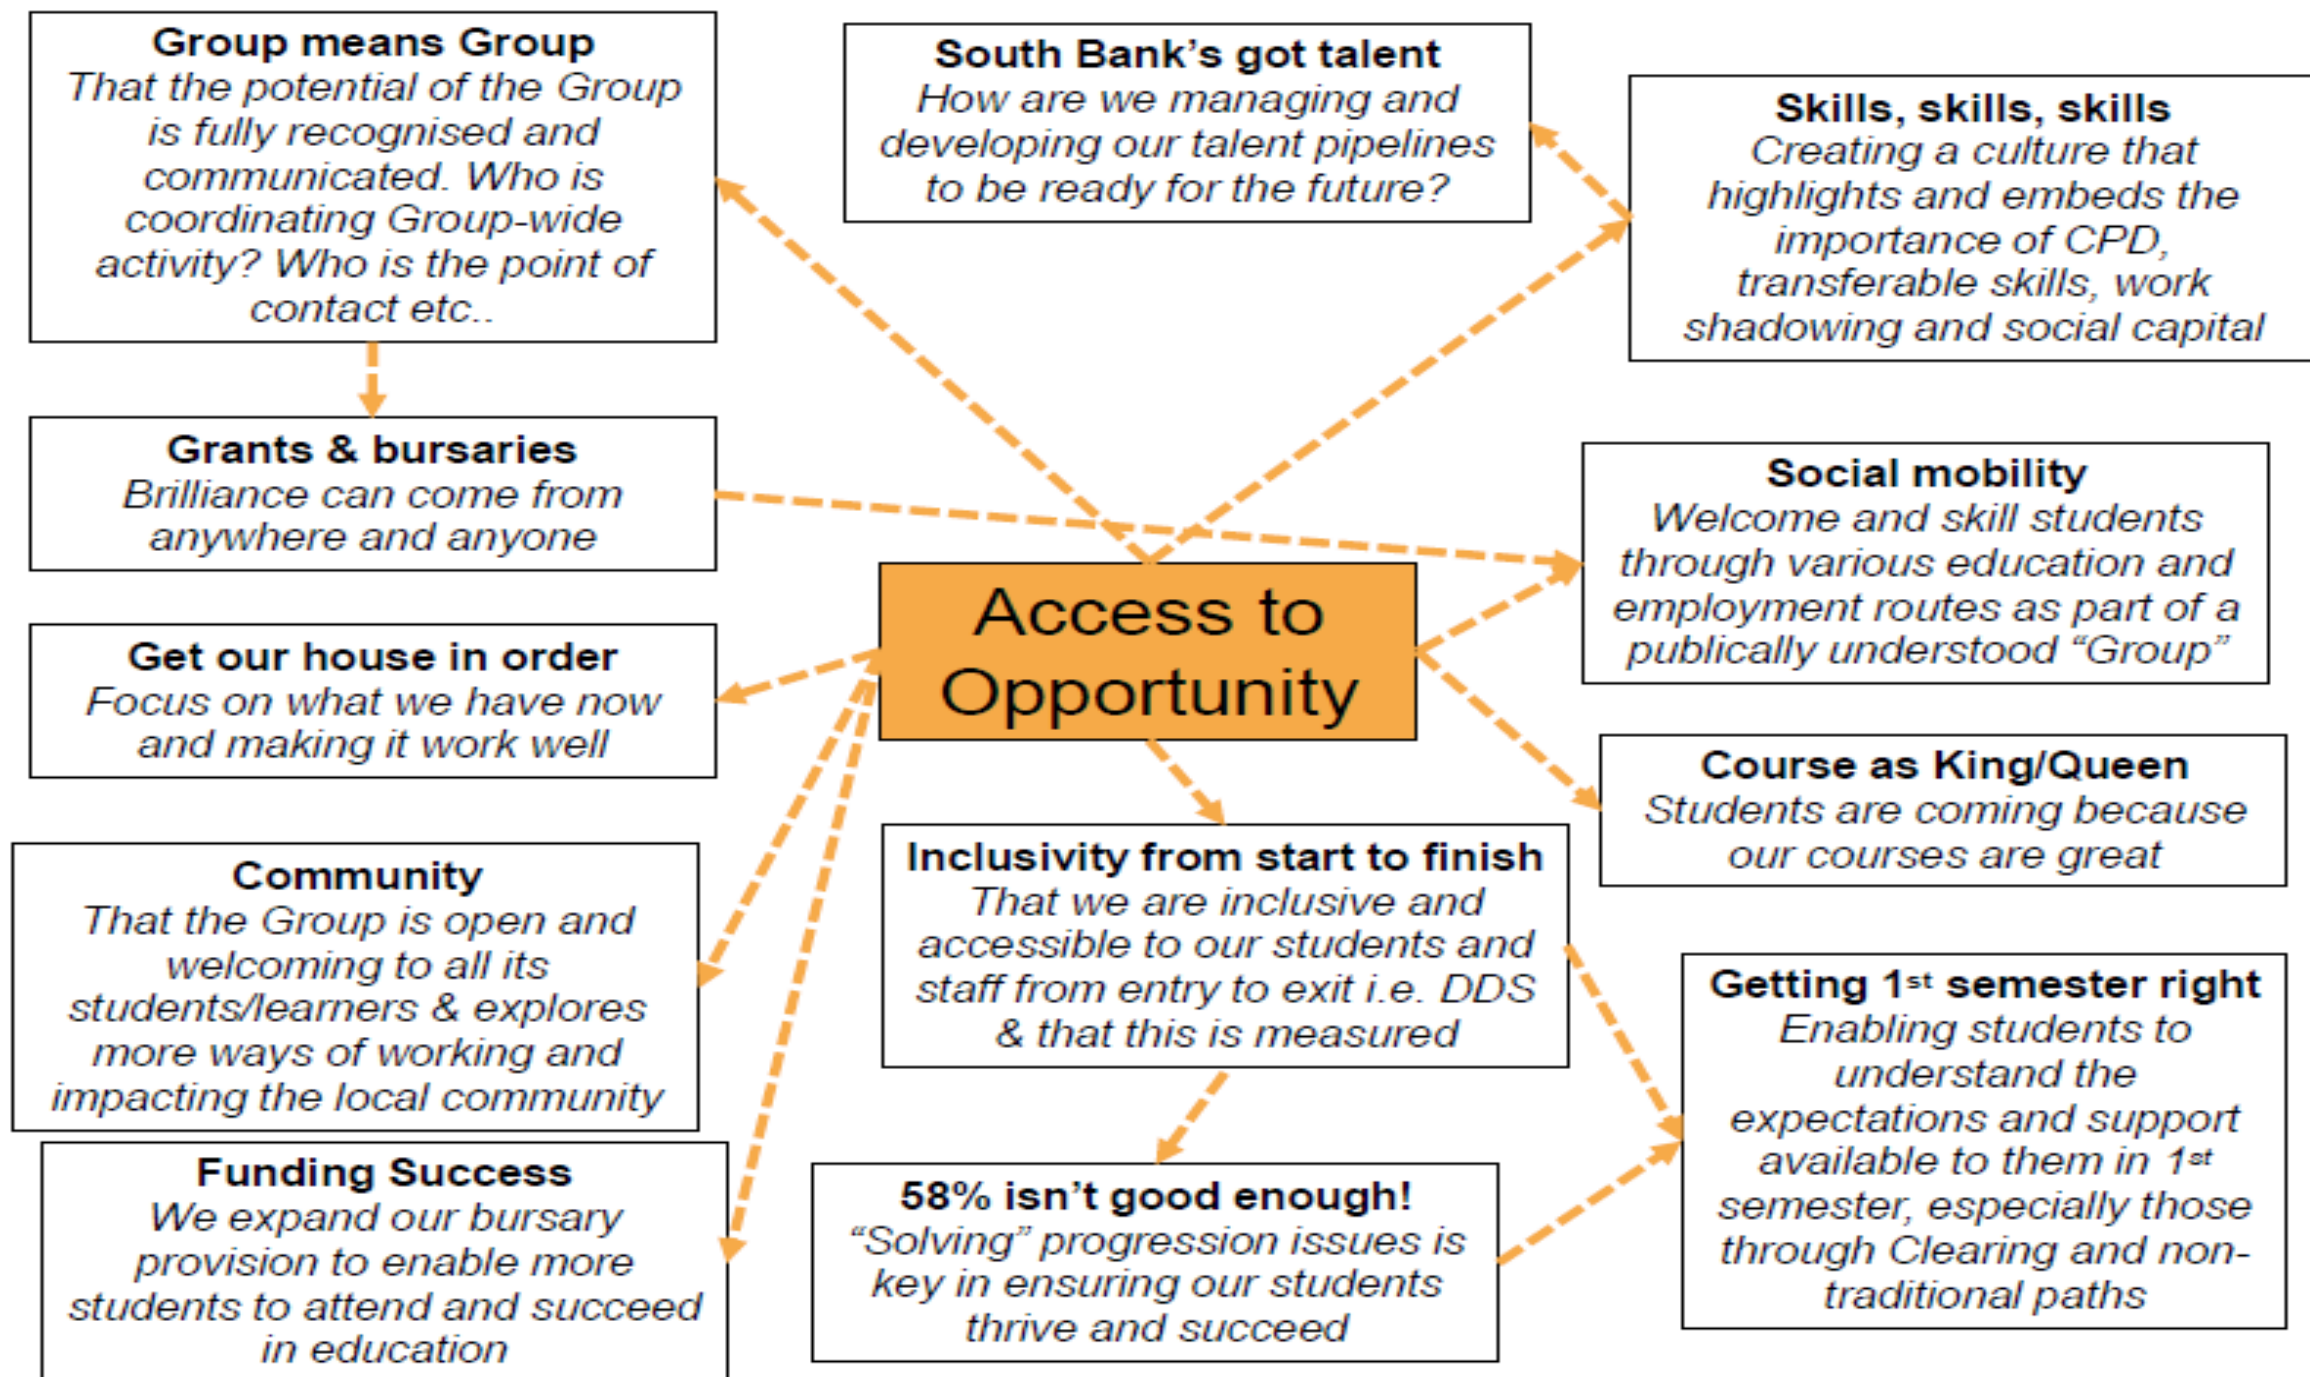 Group means Group
That the potential of the Group
is fully recognised and
communicated. Who is
coordinating Group-wide
activity? Who is the point of
contact etc..
South Bank’s got talent
How are we managing and
developing our talent pipelines
to be ready for the future?
Skills, skills, skills
Creating a culture that
highlights and embeds the
importance of CPD,
transferable skills, work
shadowing and social capital
Grants & bursaries
Brilliance can come from
anywhere and anyone
Social mobility
Welcome and skill students
through various education and
employment routes as part of a
publically understood “Group”
Access to
Opportunity
Get our house in order
Focus on what we have now
and making it work well
Course as King/Queen
Students are coming because
our courses are great
Community
That the Group is open and
welcoming to all its
students/learners & explores
more ways of working and
impacting the local community
Inclusivity from start to finish
That we are inclusive and
accessible to our students and
staff from entry to exit i.e. DDS
& that this is measured
Getting 1st semester right
Enabling students to
understand the
expectations and support
available to them in 1st
semester, especially those
through Clearing and non-
traditional paths
Funding Success
We expand our bursary
provision to enable more
students to attend and succeed
in education
58% isn’t good enough!
“Solving” progression issues is
key in ensuring our students
thrive and succeed